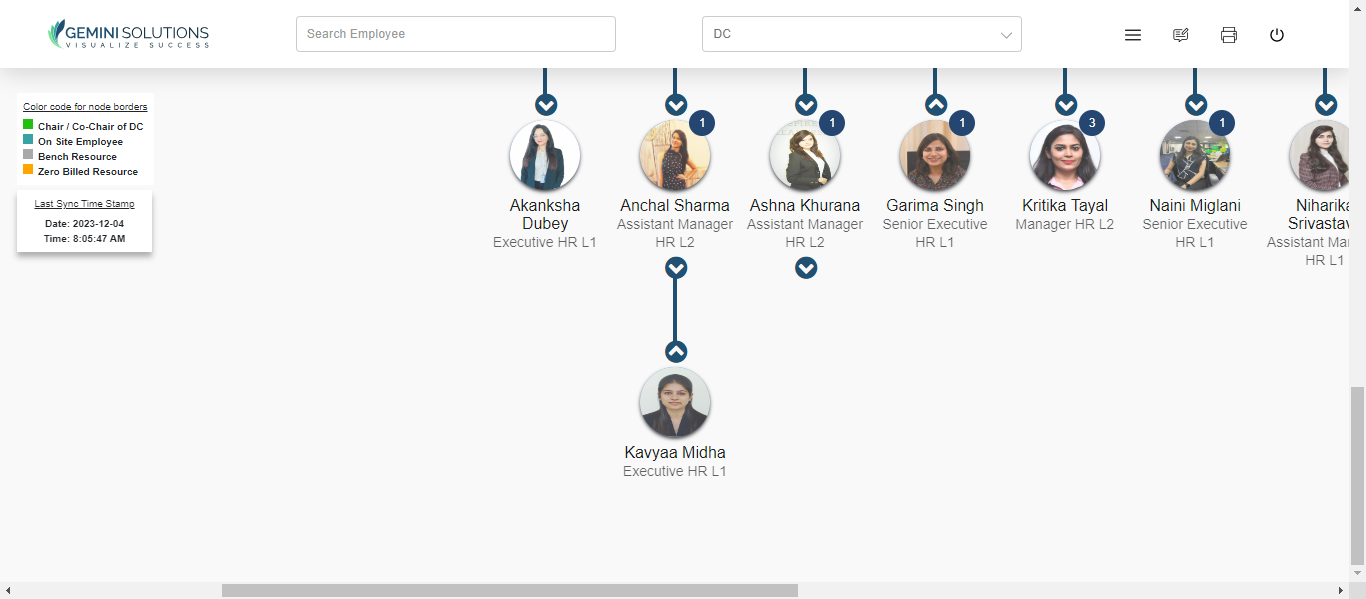 GEMINI SOLUTIONS
VISUALIZE SUCCESS
Search Employee
DC
Color code for node borders
Chair / Co-Chair of DC
On Site Employee
Bench Resource
Zero Billed Resource
Last Sync Time Stamp
Date: 2023-12-04
Time: 8:05:47 AM
Akanksha
Dubey
Executive HR L1
1
Anchal Sharma
Assistant Manager
HR L2
1
Ashna Khurana
Assistant Manager
HR L2
1
Garima Singh
Senior Executive
HR L1
3
Kritika Tayal
Manager HR L2
1
Naini Miglani
Senior Executive
HR L1
Niharika
Srivastav
Assistant Ma
HR L1
Kavyaa Midha
Executive HR L1